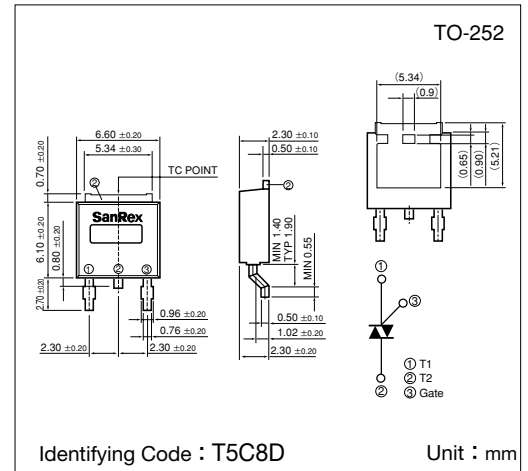 TO-252
6.60 ±0.20
5.34 ±0.30
TC POINT
0.70 ±0.20
②
SanRex
6.10 ±0.20
0.80 ±0.20
① ② ③
2.70 ±0.20
0.96 ±0.20
0.76 ±0.20
2.30 ±0.20
2.30 ±0.20
2.30 ±0.10
0.50 ±0.10
②
MIN 1.40
TYP 1.90
MIN 0.55
0.50 ±0.10
1.02 ±0.20
2.30 ±0.20
(5.34)
(0.9)
(0.65)
(0.90)
(5.21)
①
③
②
① T1
② T2
③ Gate
Identifying Code : T5C8D
Unit : mm